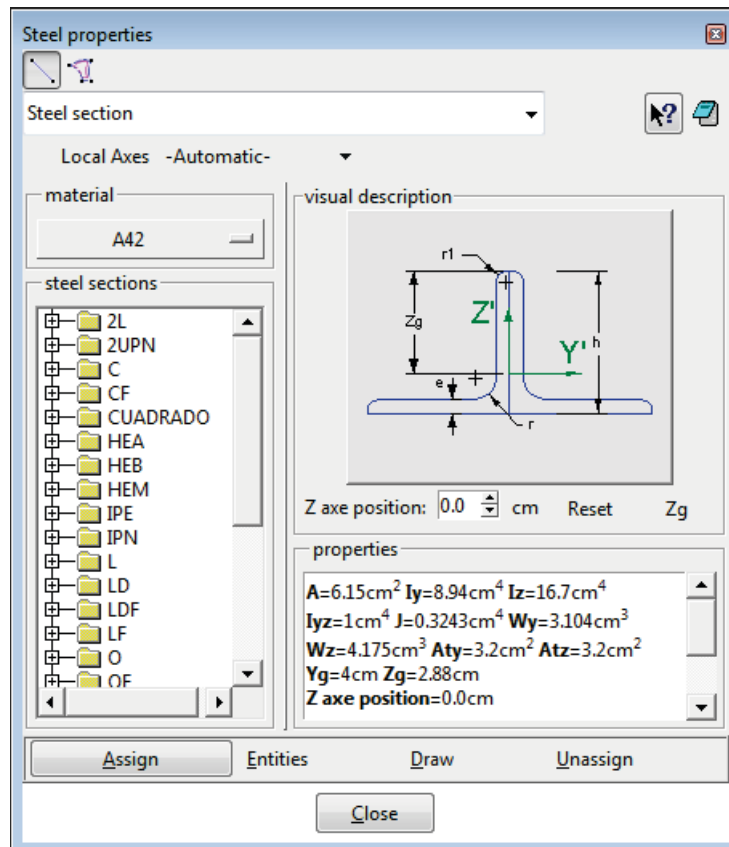 Steel properties
Steel section
Local Axes -Automatic-
material
A42
steel sections
2L
2UPN
C
CF
CUADRADO
HEA
HEB
HEM
IPE
IPN
L
LD
LDF
LF
O
OF
visual description
r1
Zg
Z'
Y'
h
e
r
Z axe position: 0.0 cm Reset Zg
properties
A=6.15cm² Iy=8.94cm⁴ Iz=16.7cm⁴
Iyz=1cm⁴ J=0.3243cm⁴ Wy=3.104cm³
Wz=4.175cm³ Aty=3.2cm² Atz=3.2cm²
Yg=4cm Zg=2.88cm
Z axe position=0.0cm
Assign Entities Draw Unassign
Close